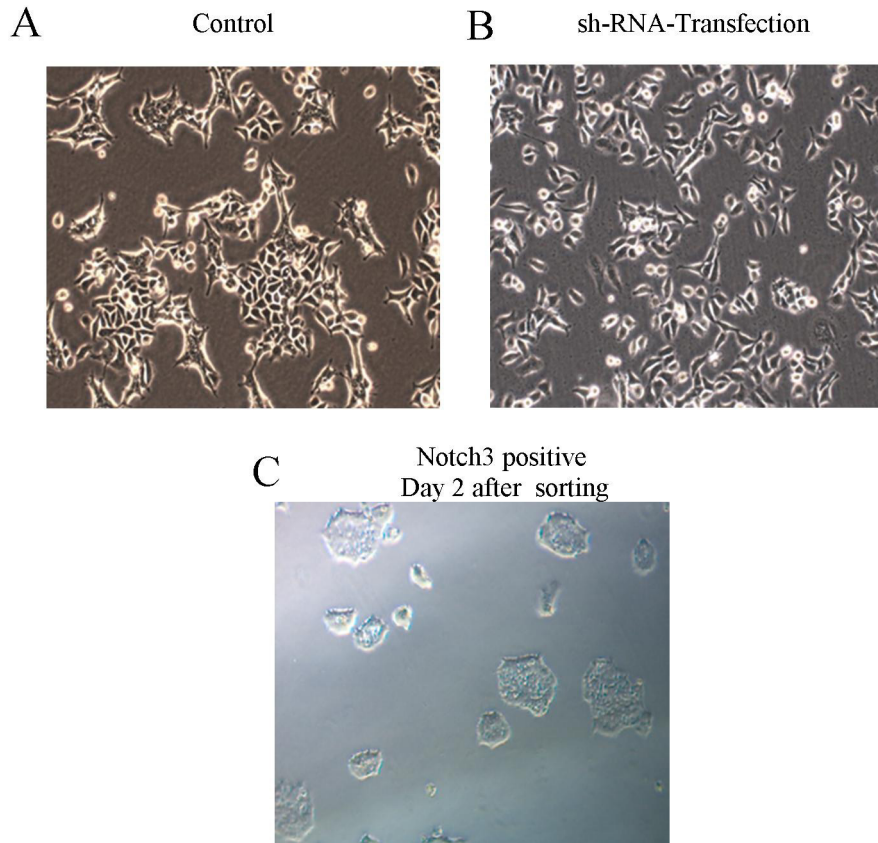 A
Control
B
sh-RNA-Transfection
C
Notch3 positive
Day 2 after sorting